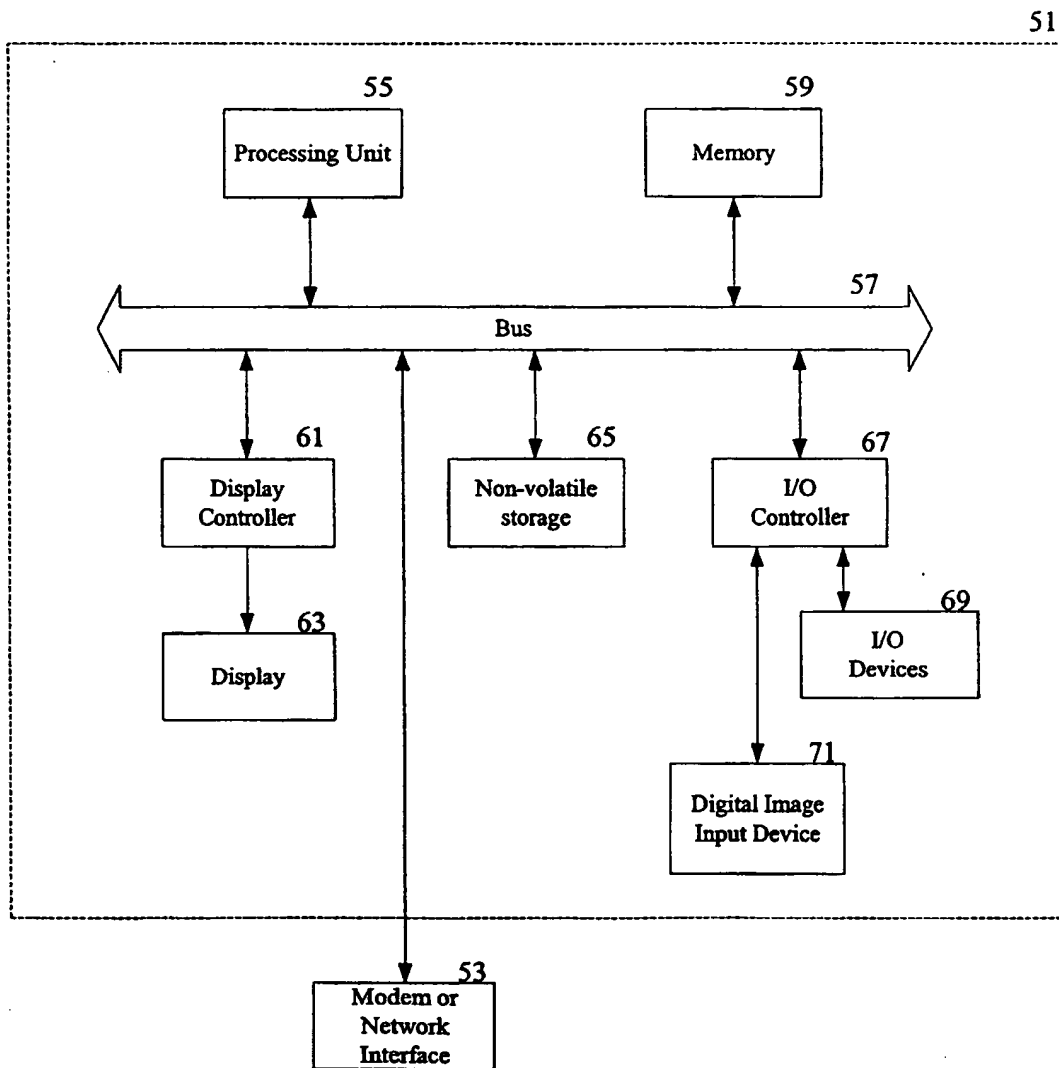 51
55
59
Processing Unit
Memory
57
Bus
61
65
67
Display
Controller
Non-volatile
storage
I/O
Controller
63
69
Display
I/O
Devices
71
Digital Image
Input Device
53
Modem or
Network
Interface